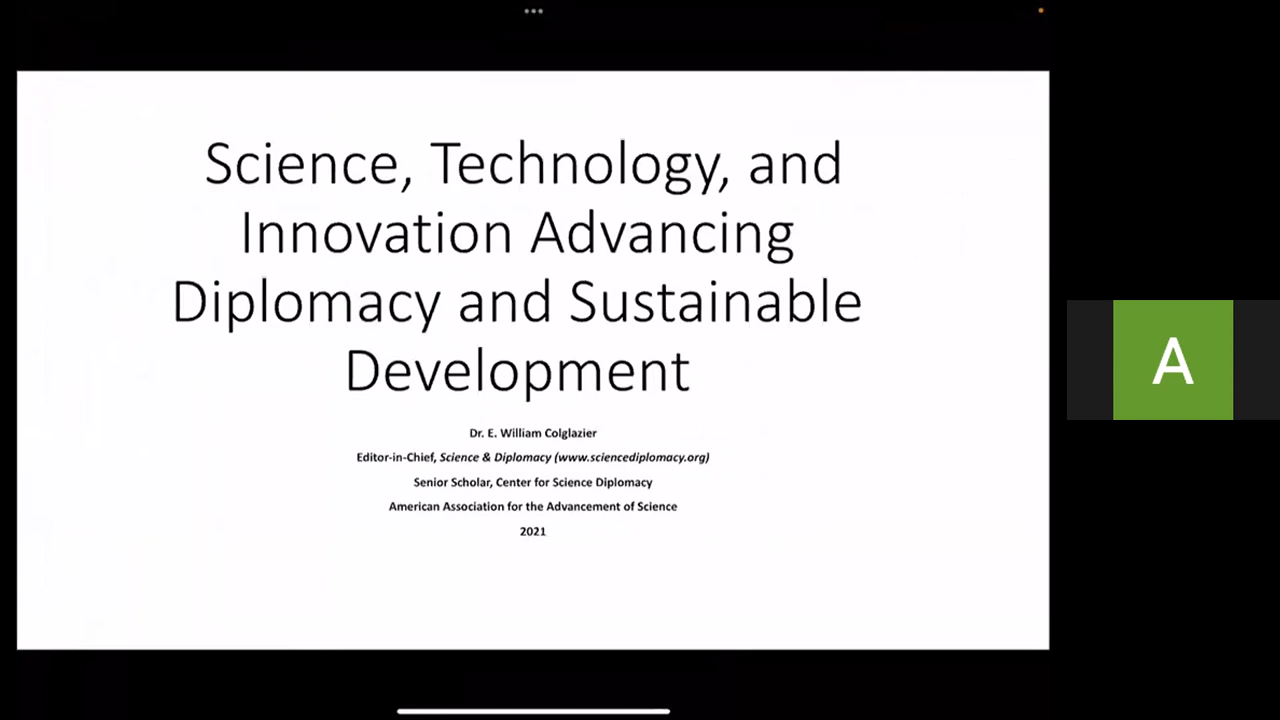 Science, Technology, and
Innovation Advancing
Diplomacy and Sustainable
Development
Dr. E. William Colglazier
Editor-in-Chief, Science & Diplomacy (www.sciencediplomacy.org)
Senior Scholar, Center for Science Diplomacy
American Association for the Advancement of Science
2021
A